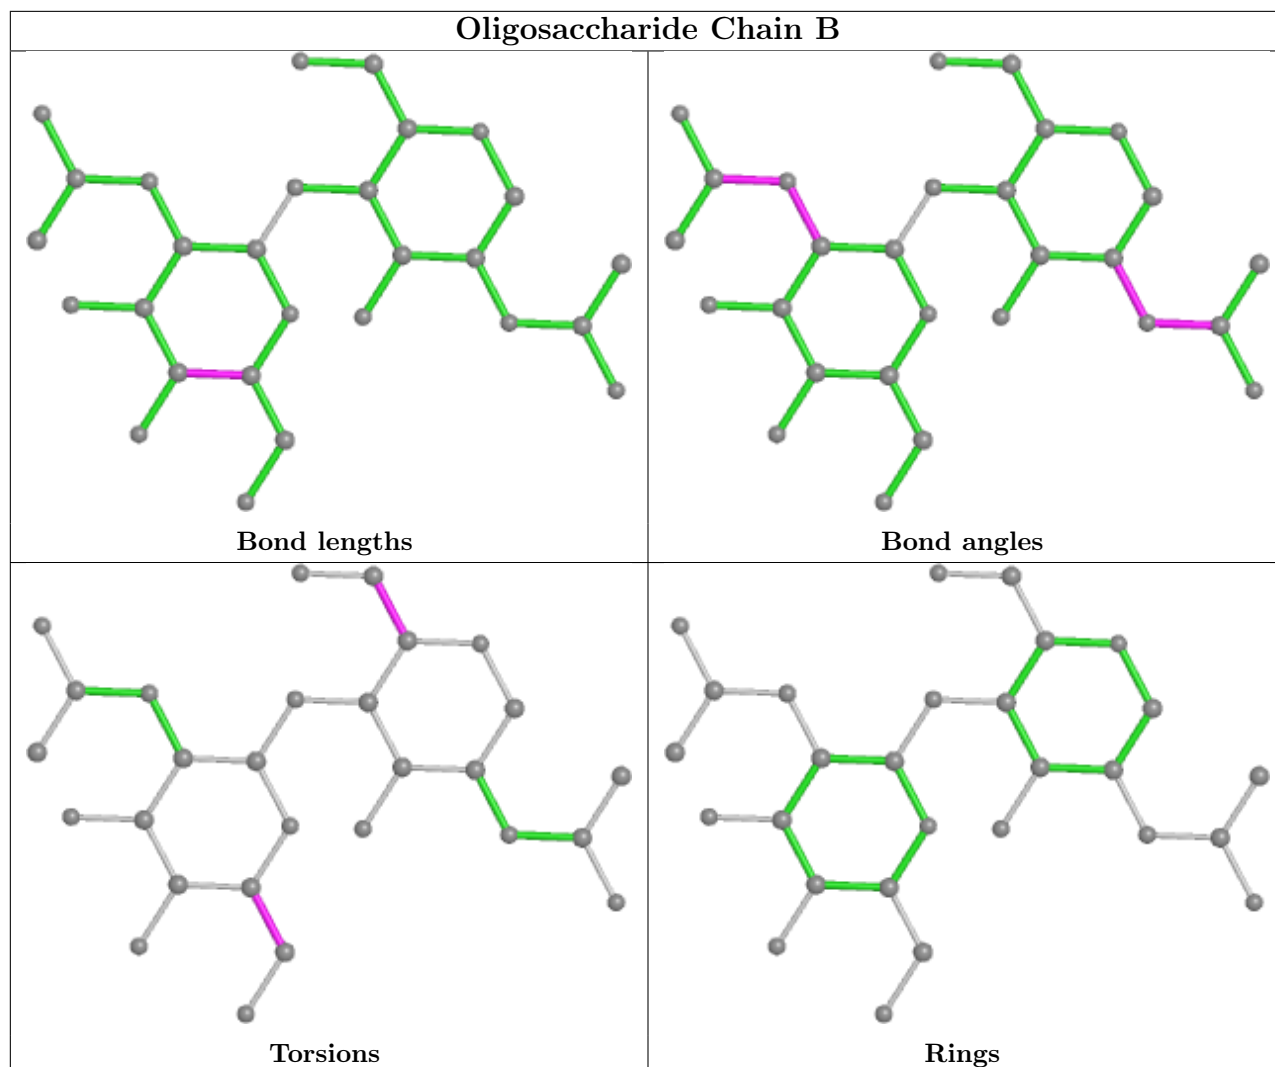 Oligosaccharide Chain B
Bond lengths
Bond angles
Torsions
Rings